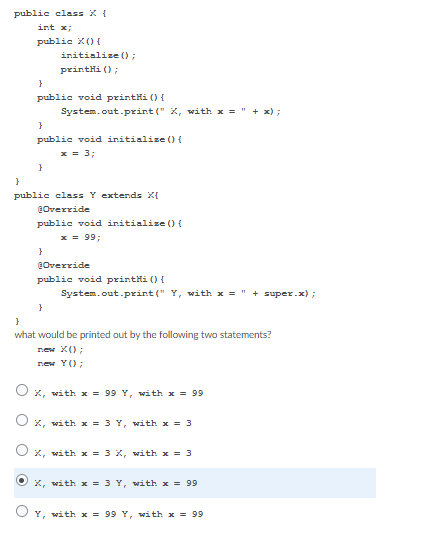 public class X {
int x;
public X(){
initialize();
printHi();
}
public void printHi(){
System.out.print(" X, with x = " + x);
}
public void initialize(){
x = 3;
}
}
public class Y extends X{
@Override
public void initialize(){
x = 99;
}
@Override
public void printHi(){
System.out.print(" Y, with x = " + super.x);
}
}
what would be printed out by the following two statements?
new X();
new Y();
X, with x = 99 Y, with x = 99
X, with x = 3 Y, with x = 3
X, with x = 3 X, with x = 3
X, with x = 3 Y, with x = 99
Y, with x = 99 Y, with x = 99